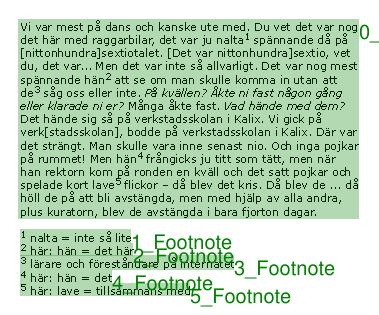 Vi var mest på dans och kanske ute med. Du vet det var nog
det här med raggarbilar, det var ju nalta¹ spännande då på
[nittonhundra]sextiotalet. [Det var nittonhundra]sextio, vet
du, det var... Men det var inte så allvarligt. Det var nog mest
spännande hän² att se om man skulle komma in utan att
de³ såg oss eller inte. På kvällen? Åkte ni fast någon gång
eller klarade ni er? Många åkte fast. Vad hände med dem?
Det hände sig så på verkstadsskolan i Kalix. Vi gick på
verk[stadsskolan], bodde på verkstadsskolan i Kalix. Där var
det strängt. Man skulle vara inne senast nio. Och inga pojkar
på rummet! Men hän⁴ frångicks ju titt som tätt, men när
han rektorn kom på ronden en kväll och det satt pojkar och
spelade kort lave⁵ flickor – då blev det kris. Då blev de ... då
höll de på att bli avstängda, men med hjälp av alla andra,
plus kurator, blev de avstängda i bara fjorton dagar.
0_
¹ nalta = inte så lite 1_Footnote
² här: hän = det här 2_Footnote
³ lärare och föreståndare på internatet 3_Footnote
⁴ här: hän = det 4_Footnote
⁵ här: lave = tillsammans med 5_Footnote